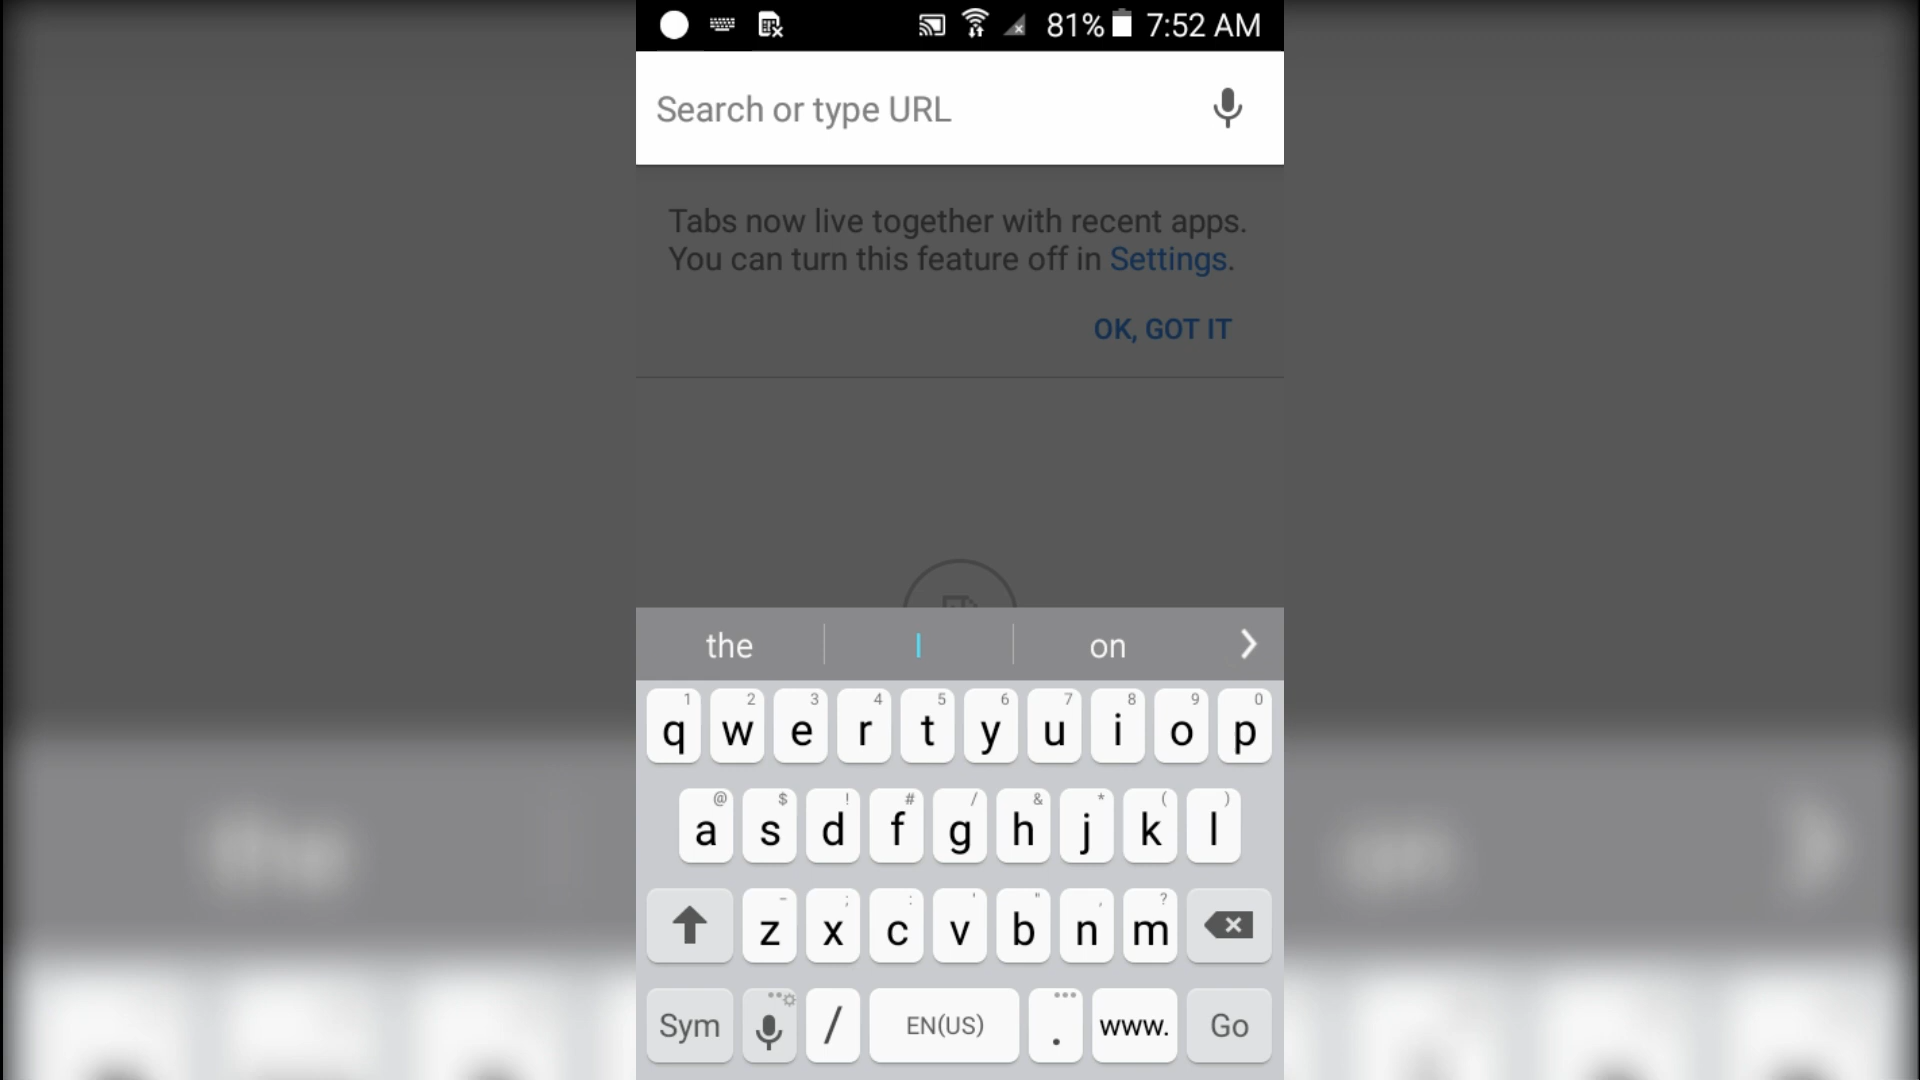 81% 7:52 AM
Search or type URL
Tabs now live together with recent apps.
You can turn this feature off in Settings.
OK, GOT IT
the I on
1 2 3 4 5 6 7 8 9 0
q w e r t y u i o p
@ $ ! # / & * ( )
a s d f g h j k l
- ; : ' " , ?
z x c v b n m
Sym / EN(US) . www. Go